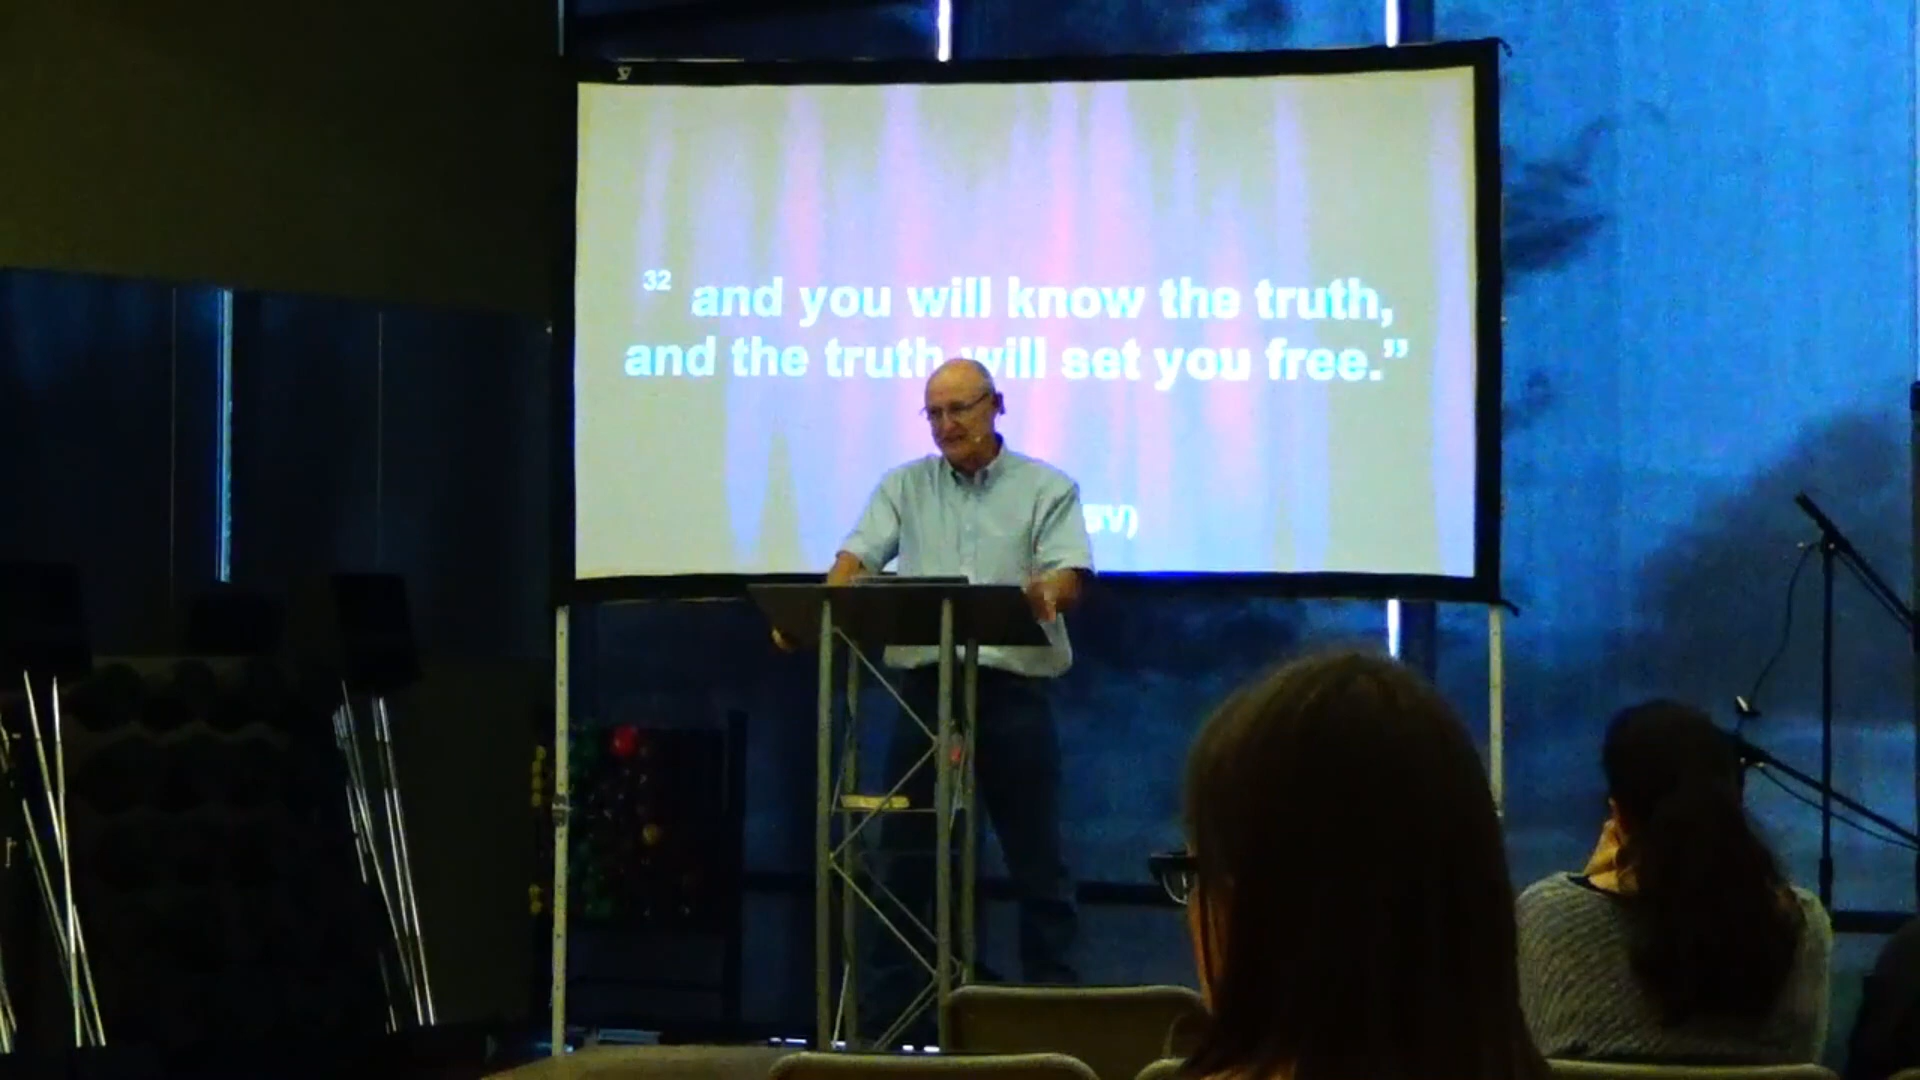 32 and you will know the truth,
and the truth will set you free.”